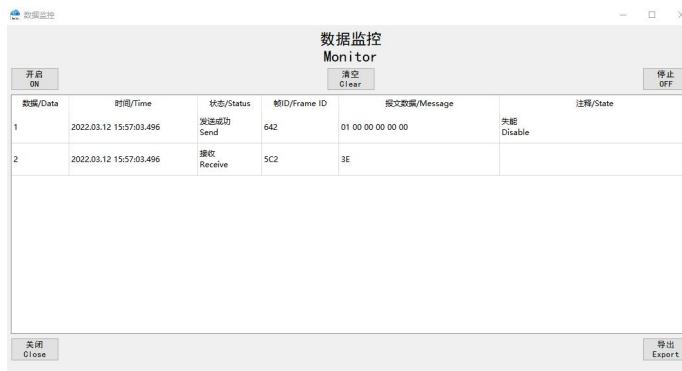 数据监控
数据监控
Monitor
开启
ON
清空
Clear
停止
OFF
数据/Data 时间/Time 状态/Status 帧ID/Frame ID 报文数据/Message 注释/State
1 2022.03.12 15:57:03.496 发送成功 642 01 00 00 00 00 00 失能
Send Disable
2 2022.03.12 15:57:03.496 接收 5C2 3E
Receive
关闭
Close
导出
Export